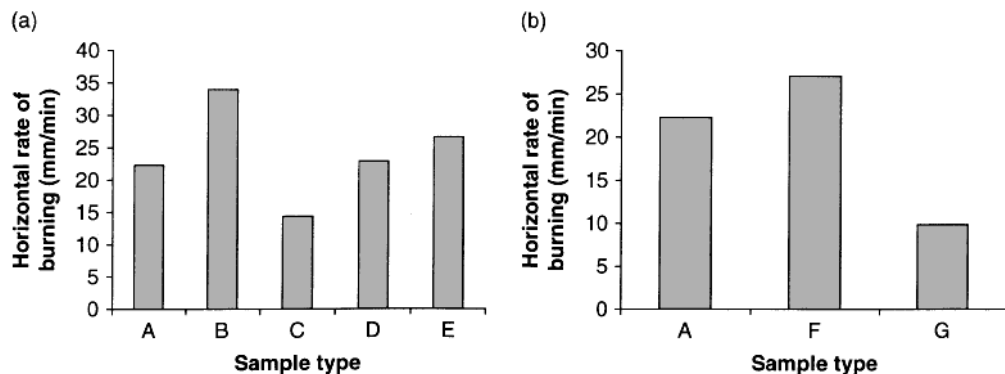 (a)
Horizontal rate of
burning (mm/min)
40
35
30
25
20
15
10
5
0
A B C D E
Sample type
(b)
Horizontal rate of
burning (mm/min)
30
25
20
15
10
5
0
A F G
Sample type